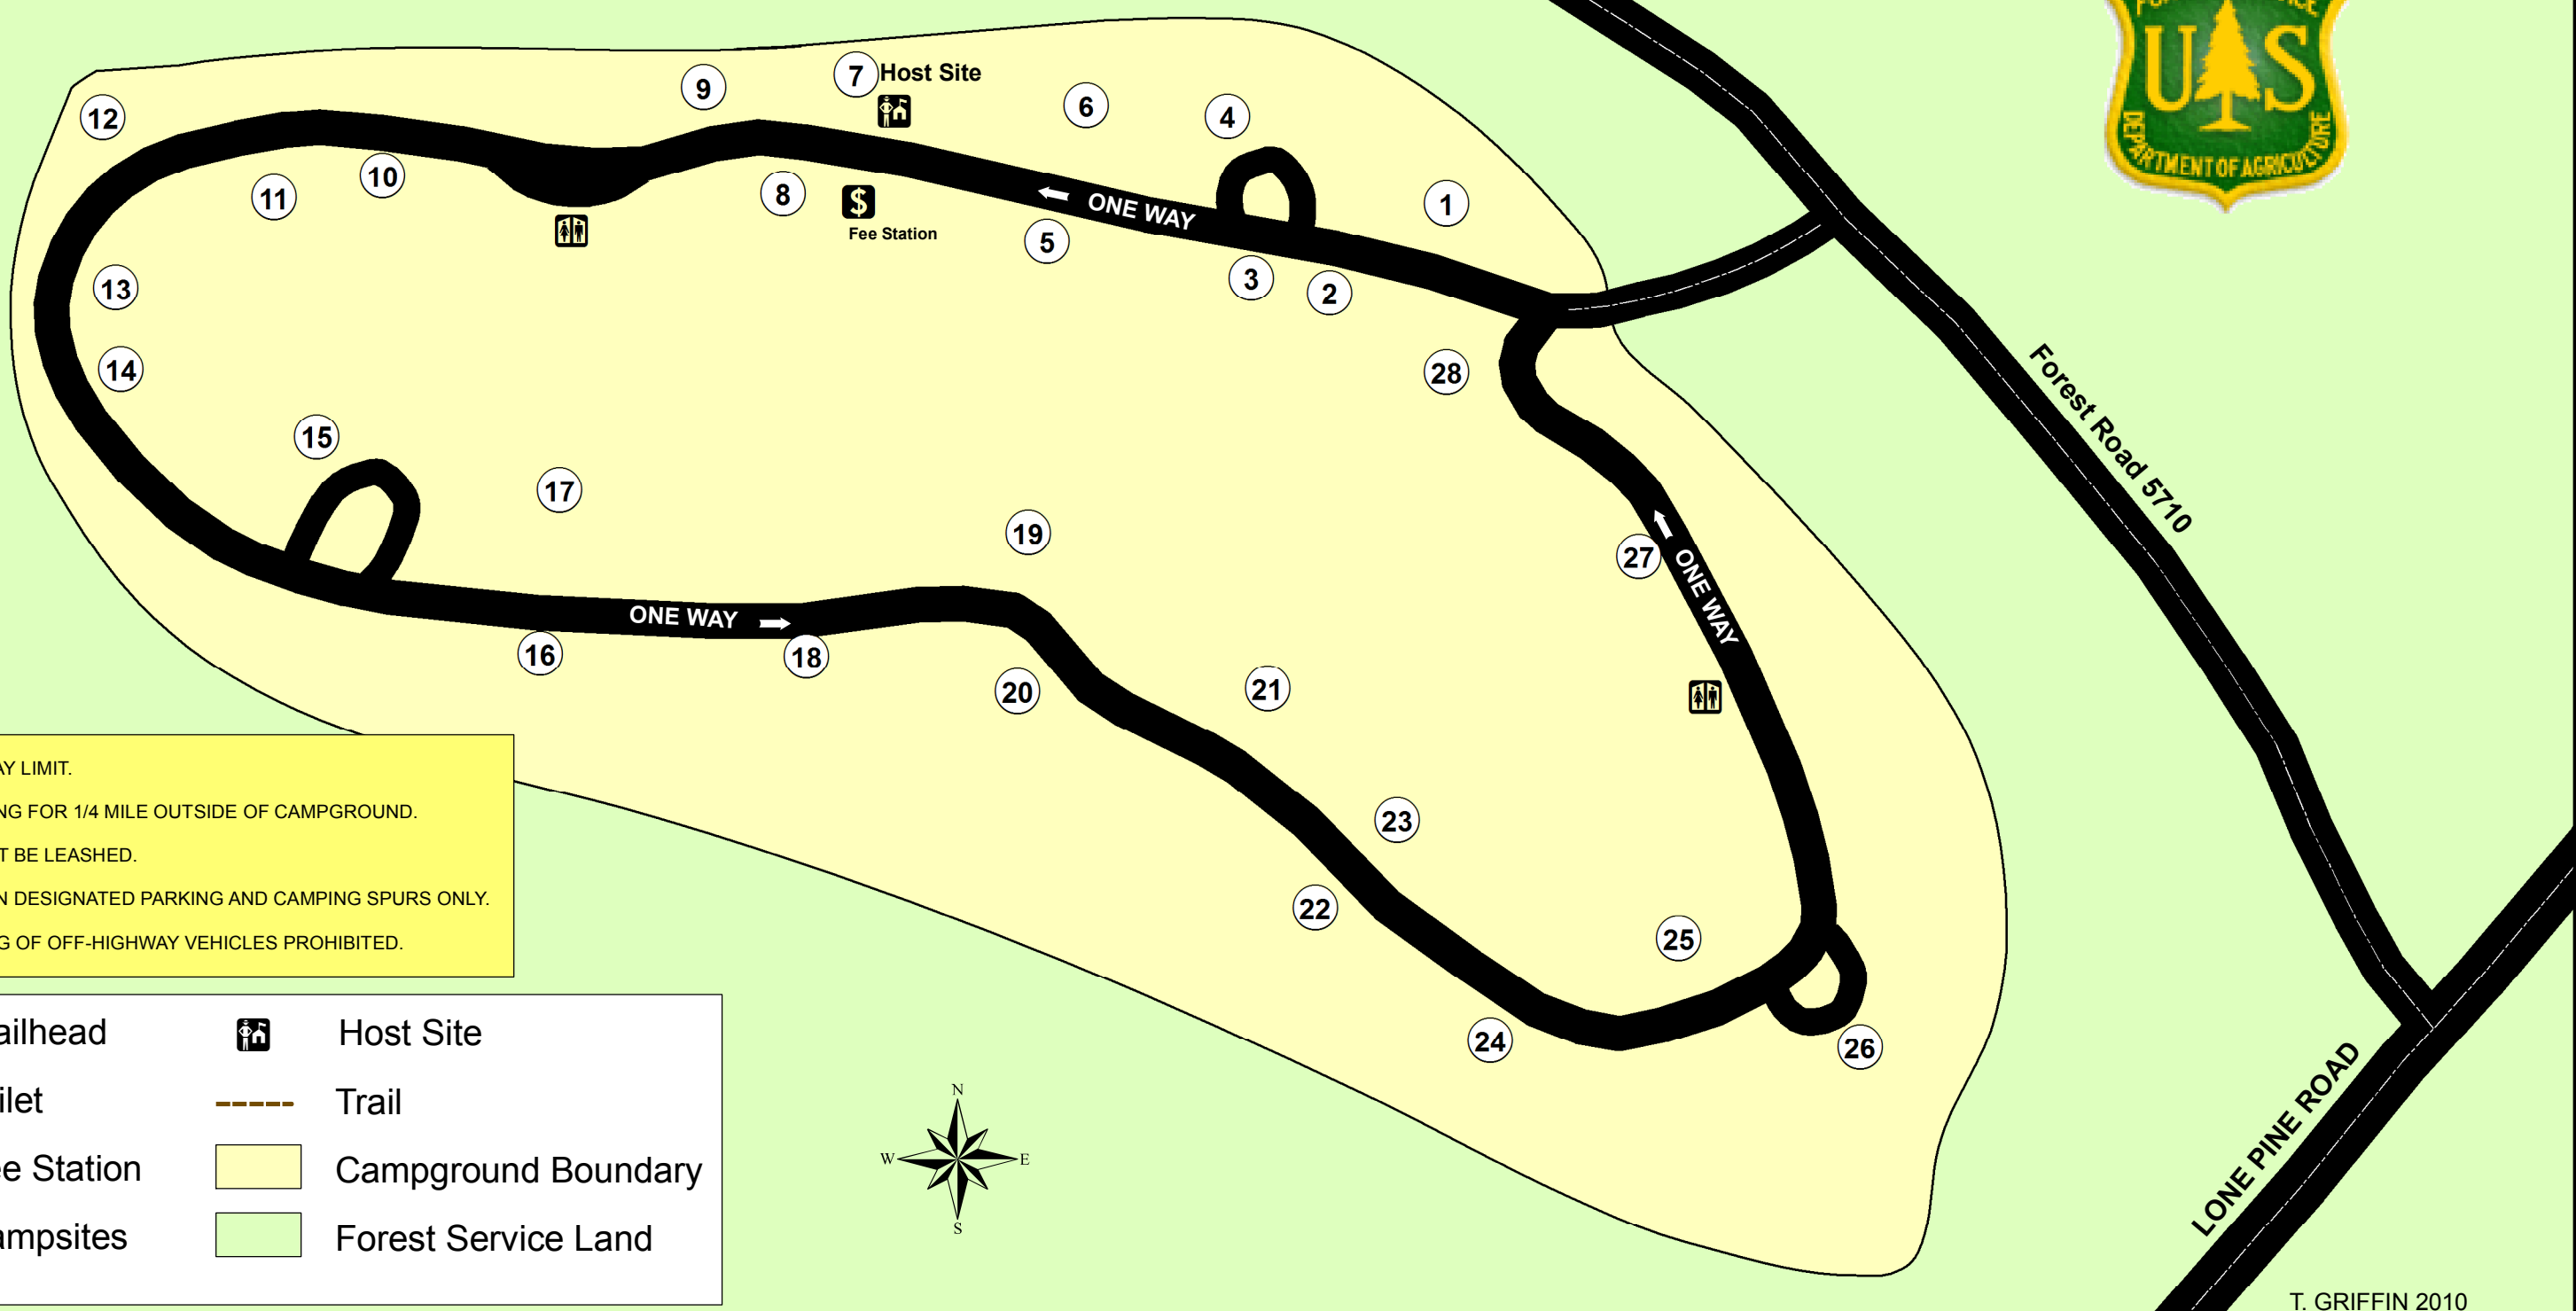 U S
DEPARTMENT OF AGRICULTURE
7 Host Site
9
6
4
12
10
11
8
$
Fee Station
ONE WAY
1
5
3
2
13
14
28
Forest Road 5710
15
17
19
27
ONE WAY
ONE WAY
16
18
20
21
AY LIMIT.
NG FOR 1/4 MILE OUTSIDE OF CAMPGROUND.
T BE LEASHED.
N DESIGNATED PARKING AND CAMPING SPURS ONLY.
G OF OFF-HIGHWAY VEHICLES PROHIBITED.
23
22
25
24
26
ailhead
Host Site
ilet
Trail
e Station
Campground Boundary
ampsites
Forest Service Land
N
W E
S
LONE PINE ROAD
T. GRIFFIN 2010